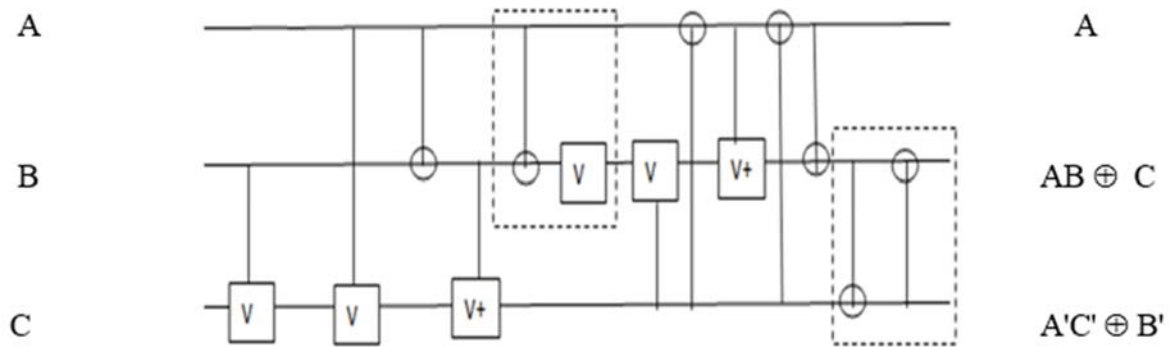 A A
V V V+
B AB ⊕ C
V V V+
C A'C' ⊕ B'